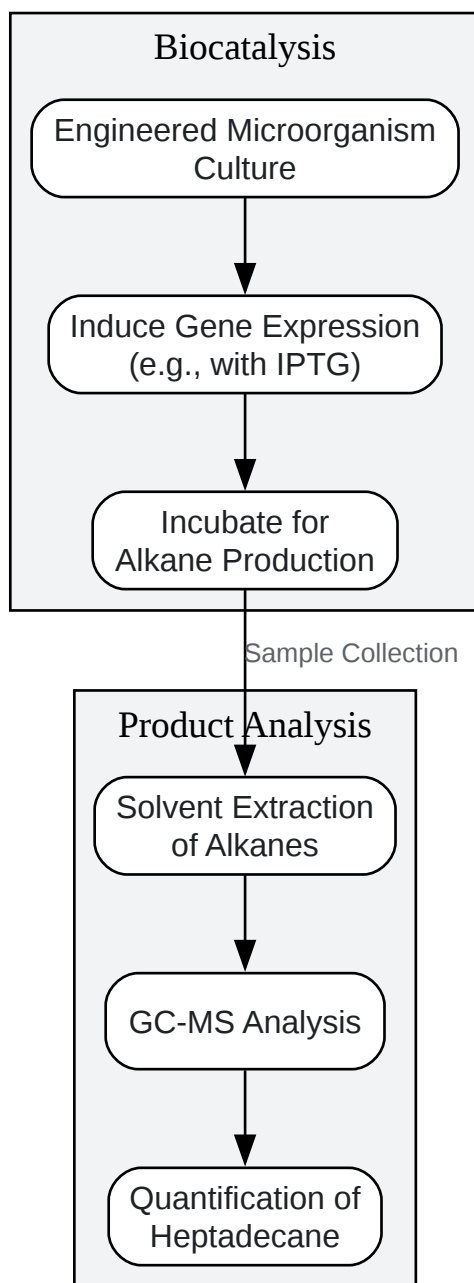 Biocatalysis
Engineered Microorganism
Culture
Induce Gene Expression
(e.g., with IPTG)
Incubate for
Alkane Production
Sample Collection
Product Analysis
Solvent Extraction
of Alkanes
GC-MS Analysis
Quantification of
Heptadecane